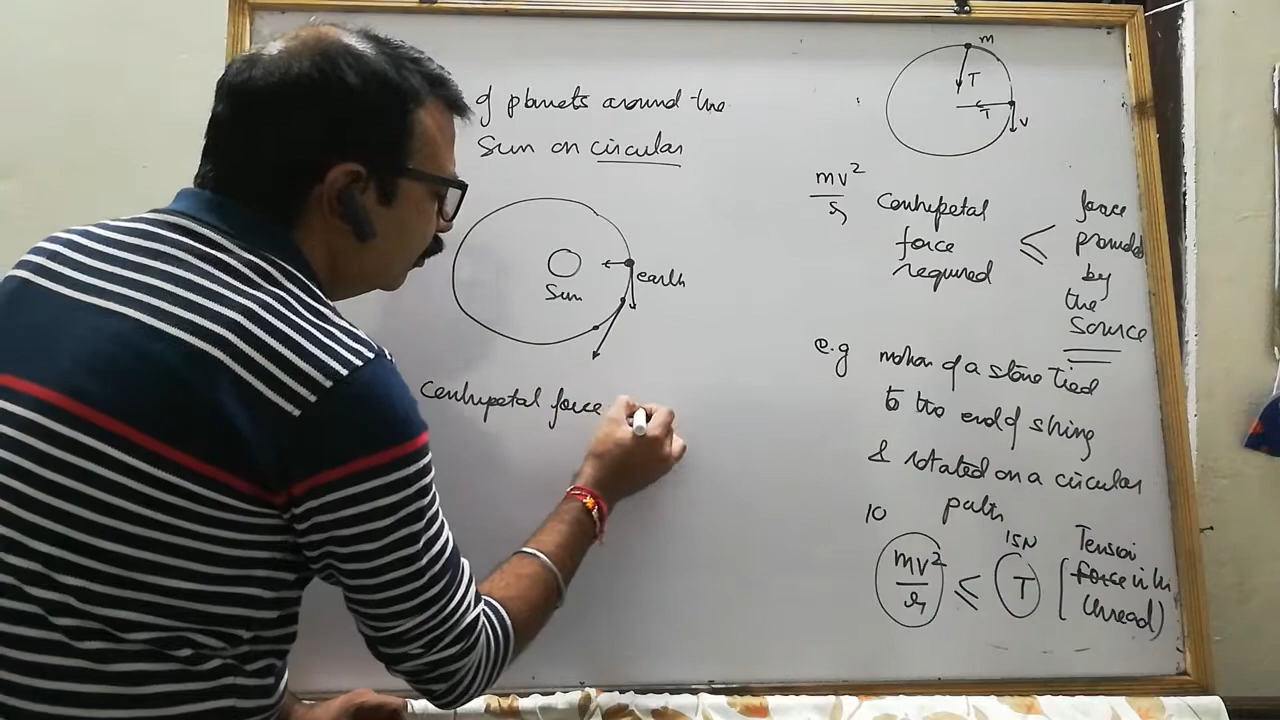 of planets around the
Sun on circular
Sun
earth
centripetal force
m
T
T
v
mv²
r
centripetal
force
required
≤
force
provided
by
the
source
e.g motion of a stone tied
to the end of string
& rotated on a circular
path
10
15N
mv²
r
≤
T
[Tension
force in the
thread)